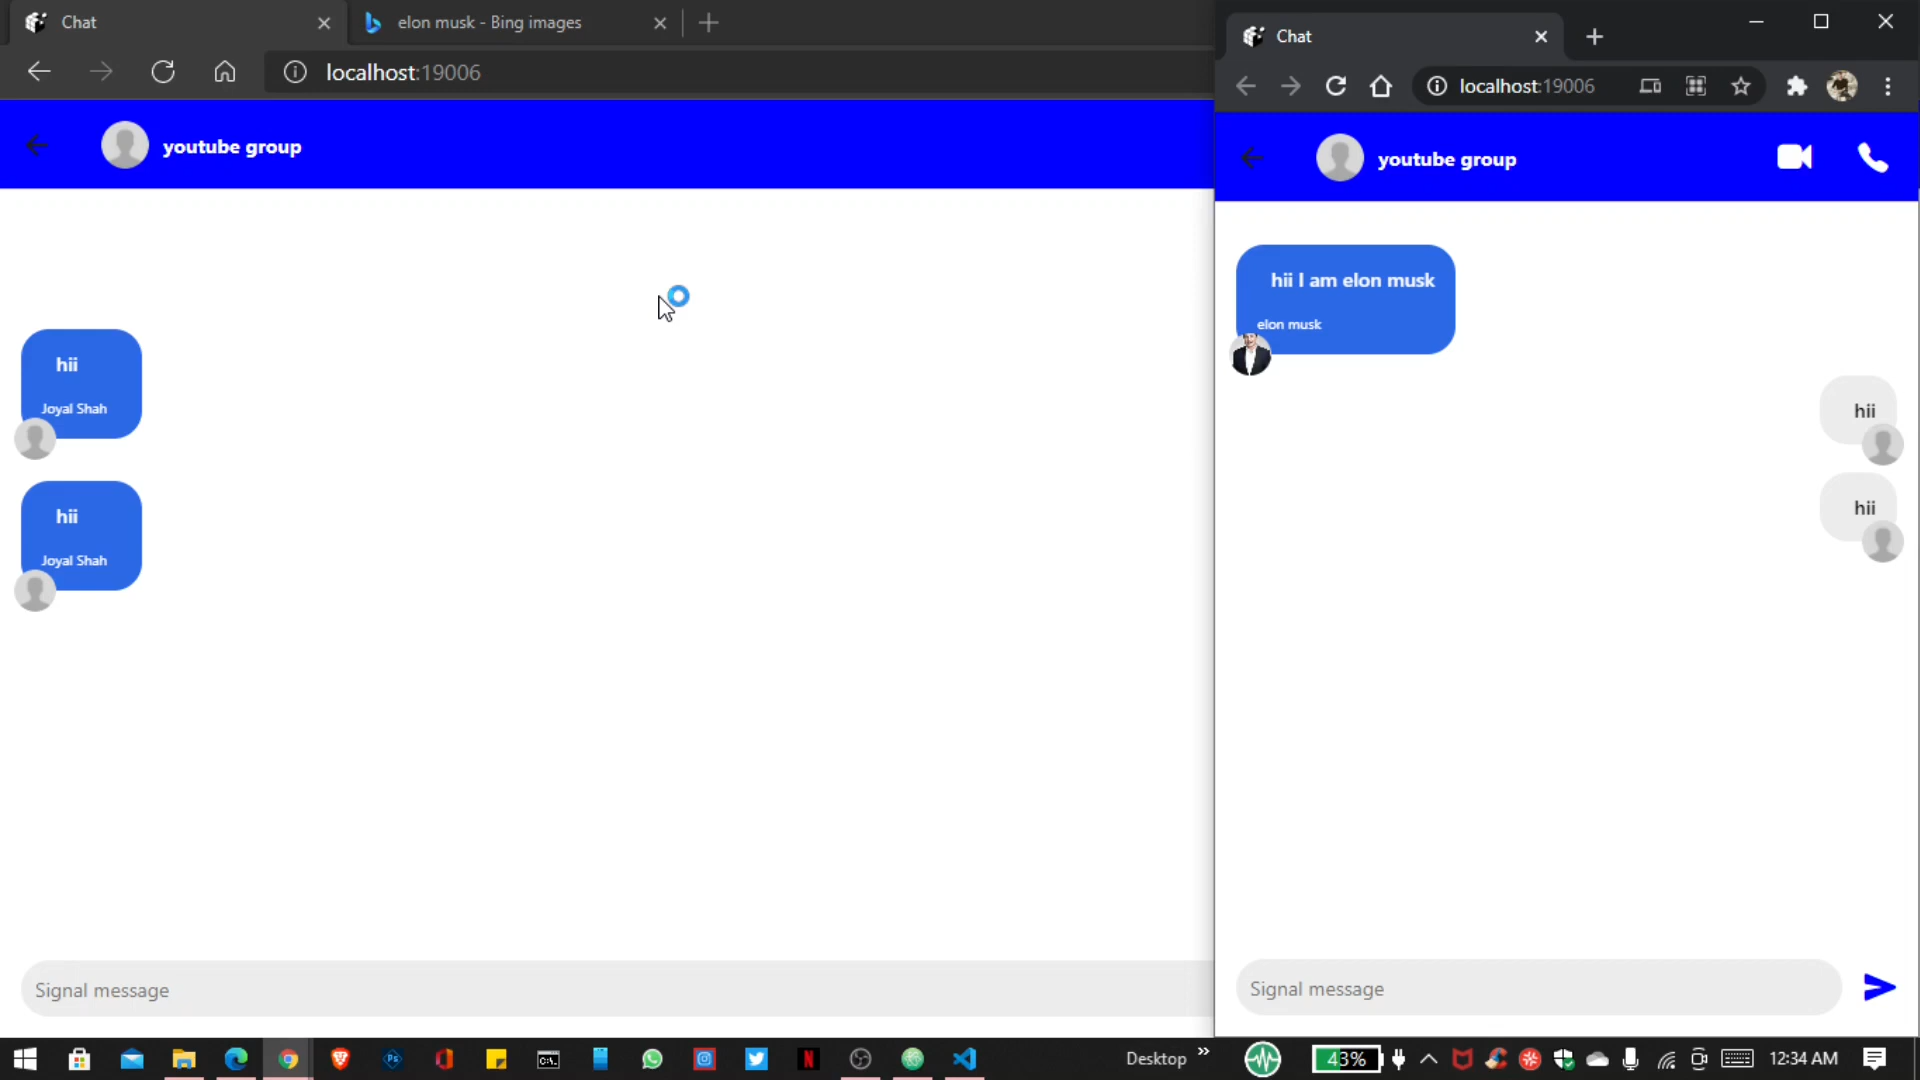 Chat
elon musk - Bing images
localhost:19006
youtube group
hii
Joyal Shah
hii
Joyal Shah
Signal message
Chat
localhost:19006
youtube group
hii I am elon musk
elon musk
hii
hii
Signal message
Ps
C:\.
N
Desktop
43%
12:34 AM